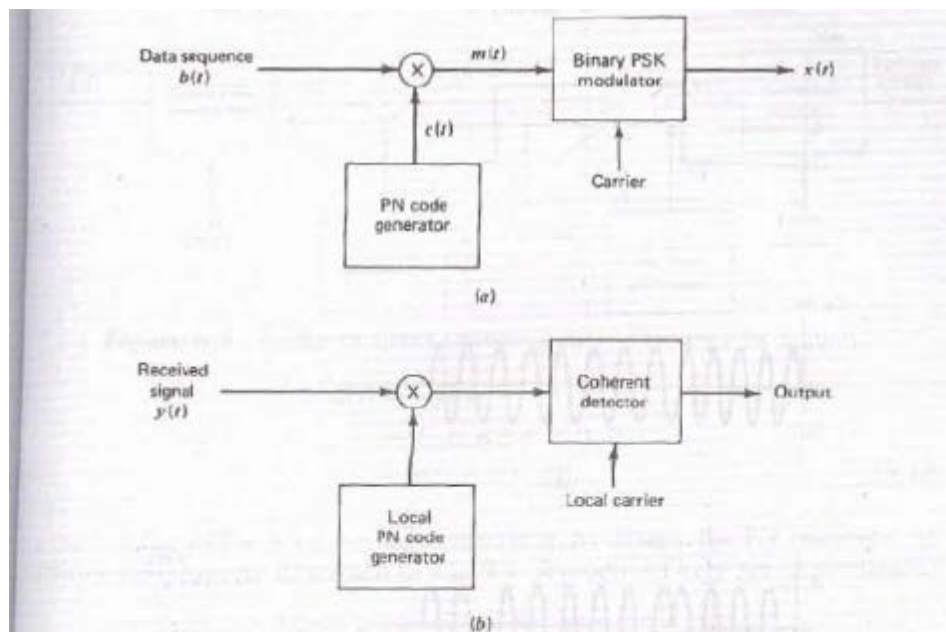 Data sequence
b(t)
m(t)
Binary PSK
modulator
x(t)
c(t)
Carrier
PN code
generator
(a)
Received
signal
y(t)
Coherent
detector
Output
Local carrier
Local
PN code
generator
(b)